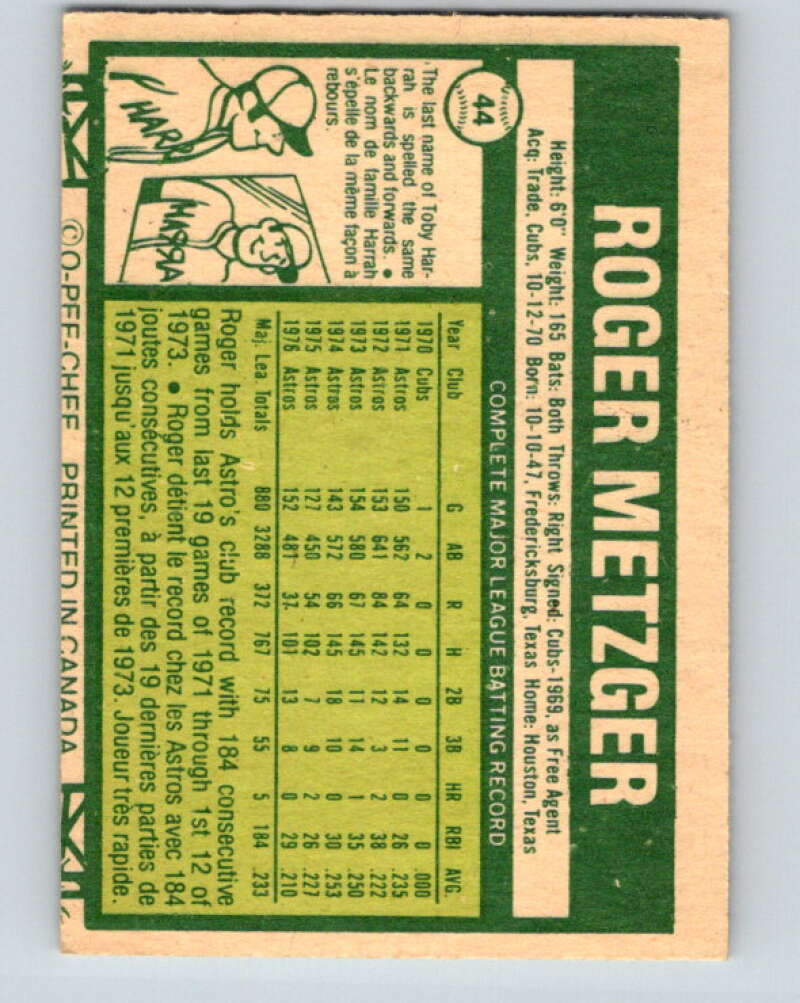 44
ROGER METZGER
Height: 6'0" Weight: 165 Bats: Both Throws: Right Signed: Cubs-1969, as Free Agent
Acq: Trade, Cubs, 10-12-70 Born: 10-10-47, Fredericksburg, Texas Home: Houston, Texas
COMPLETE MAJOR LEAGUE BATTING RECORD
Year Club G AB R H 2B 3B HR RBI AVG.
1970 Cubs 1 2 0 0 0 0 0 0 .000
1971 Astros 150 562 64 132 14 11 0 26 .235
1972 Astros 153 641 84 142 12 3 2 38 .222
1973 Astros 154 580 67 145 11 14 1 35 .250
1974 Astros 143 572 66 145 18 10 0 30 .253
1975 Astros 127 450 54 102 7 9 2 26 .227
1976 Astros 152 481 37 101 13 8 0 29 .210
Maj. Lea. Totals 880 3288 372 767 75 55 5 184 .233
Roger holds Astro's club record with 184 consecutive
games from last 19 games of 1971 through 1st 12 of
1973. • Roger détient le record chez les Astros avec 184
joutes consécutives, à partir des 19 dernières parties de
1971 jusqu'aux 12 premières de 1973. Joueur très rapide.
The last name of Toby Har-
rah is spelled the same
backwards and forwards. •
Le nom de famille Harrah
s'épelle de la même façon à
rebours.
HARR
HARRA
© O-PEE-CHEE PRINTED IN CANADA